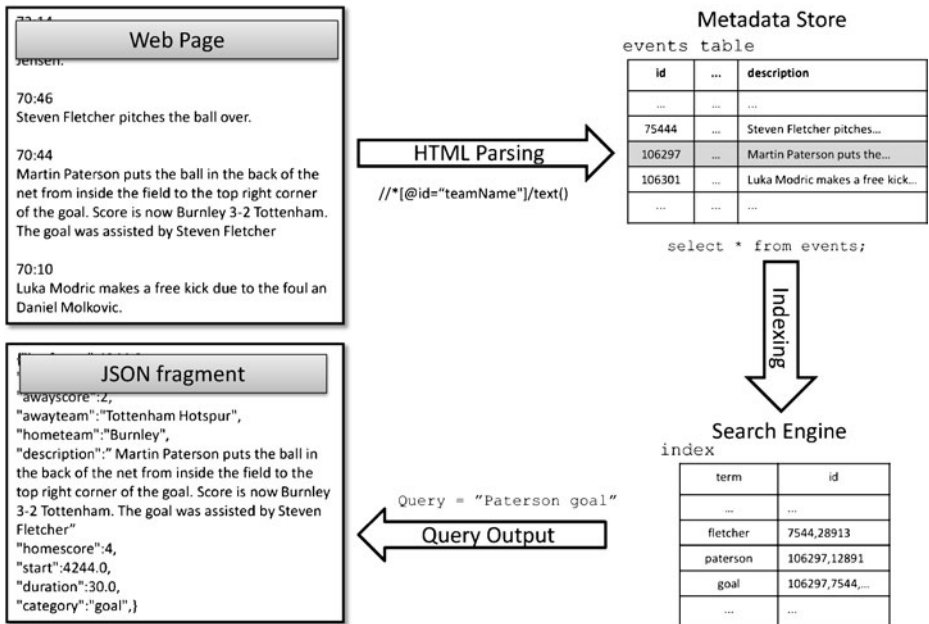 Web Page
Jensen.
70:46
Steven Fletcher pitches the ball over.
70:44
Martin Paterson puts the ball in the back of the
net from inside the field to the top right corner
of the goal. Score is now Burnley 3-2 Tottenham.
The goal was assisted by Steven Fletcher
70:10
Luka Modric makes a free kick due to the foul an
Daniel Molkovic.
HTML Parsing
//*[@id="teamName"]/text()
Metadata Store
events table
id ... description
... ... ...
75444 ... Steven Fletcher pitches...
106297 ... Martin Paterson puts the...
106301 ... Luka Modric makes a free kick...
... ... ...
select * from events;
Indexing
Search Engine
index
term id
... ...
fletcher 7544,28913
paterson 106297,12891
goal 106297,7544,...
... ...
Query = "Paterson goal"
Query Output
JSON fragment
"awayscore":2,
"awayteam":"Tottenham Hotspur",
"hometeam":"Burnley",
"description":" Martin Paterson puts the ball in
the back of the net from inside the field to the
top right corner of the goal. Score is now Burnley
3-2 Tottenham. The goal was assisted by Steven
Fletcher"
"homescore":4,
"start":4244.0,
"duration":30.0,
"category":"goal",}